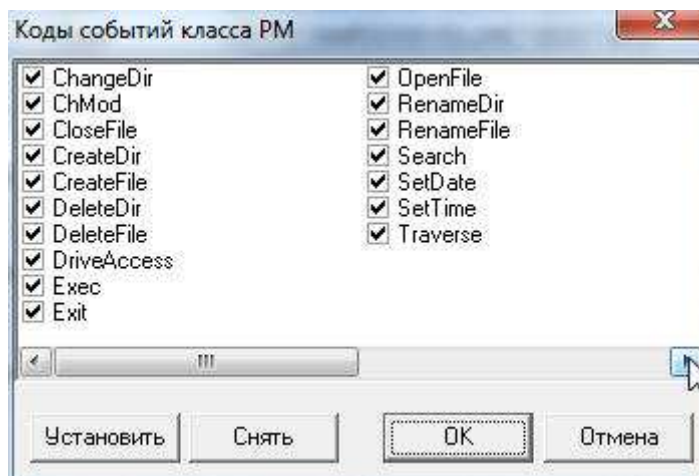 Коды событий класса РМ
ChangeDir
ChMod
CloseFile
CreateDir
CreateFile
DeleteDir
DeleteFile
DriveAccess
Exec
Exit
OpenFile
RenameDir
RenameFile
Search
SetDate
SetTime
Traverse
Установить
Снять
OK
Отмена